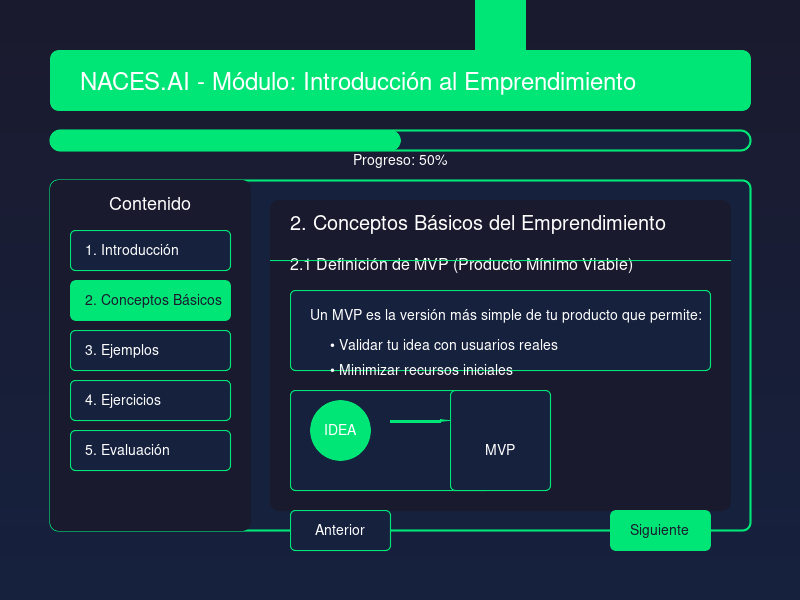 NACES.AI - Módulo: Introducción al Emprendimiento
Progreso: 50%
Contenido
1. Introducción
2. Conceptos Básicos
3. Ejemplos
4. Ejercicios
5. Evaluación
2. Conceptos Básicos del Emprendimiento
2.1 Definición de MVP (Producto Mínimo Viable)
Un MVP es la versión más simple de tu producto que permite:
• Validar tu idea con usuarios reales
• Minimizar recursos iniciales
IDEA
MVP
Anterior
Siguiente